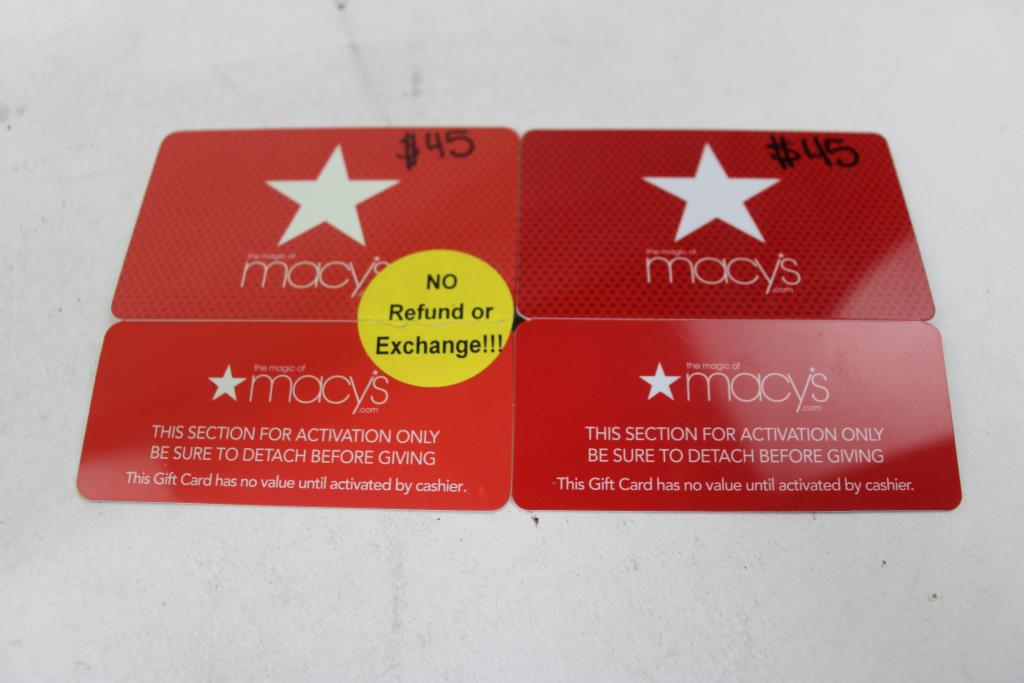 $45
the magic of
macy's
.com
NO
Refund or
Exchange!!!
the magic of
macy's
.com
THIS SECTION FOR ACTIVATION ONLY
BE SURE TO DETACH BEFORE GIVING
This Gift Card has no value until activated by cashier.
$45
the magic of
macy's
.com
the magic of
macy's
.com
THIS SECTION FOR ACTIVATION ONLY
BE SURE TO DETACH BEFORE GIVING
This Gift Card has no value until activated by cashier.